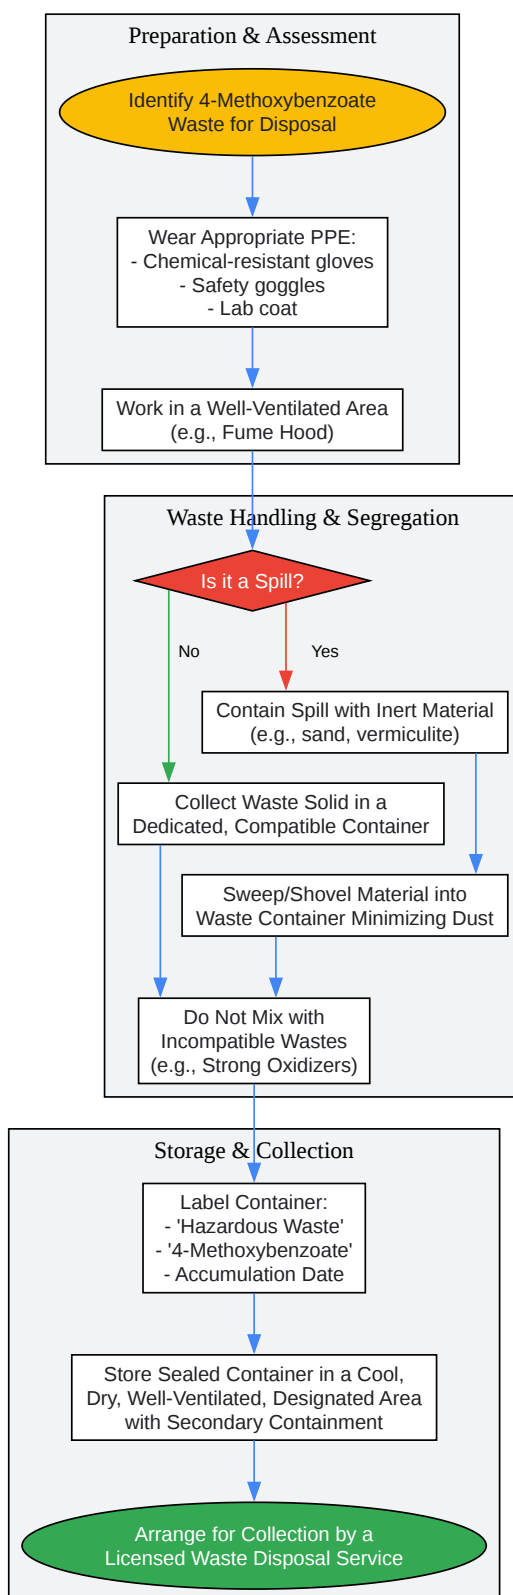 Preparation & Assessment
Identify 4-Methoxybenzoate
Waste for Disposal
Wear Appropriate PPE:
- Chemical-resistant gloves
- Safety goggles
- Lab coat
Work in a Well-Ventilated Area
(e.g., Fume Hood)
Waste Handling & Segregation
Is it a Spill?
No
Yes
Contain Spill with Inert Material
(e.g., sand, vermiculite)
Collect Waste Solid in a
Dedicated, Compatible Container
Sweep/Shovel Material into
Waste Container Minimizing Dust
Do Not Mix with
Incompatible Wastes
(e.g., Strong Oxidizers)
Storage & Collection
Label Container:
- 'Hazardous Waste'
- '4-Methoxybenzoate'
- Accumulation Date
Store Sealed Container in a Cool,
Dry, Well-Ventilated, Designated Area
with Secondary Containment
Arrange for Collection by a
Licensed Waste Disposal Service